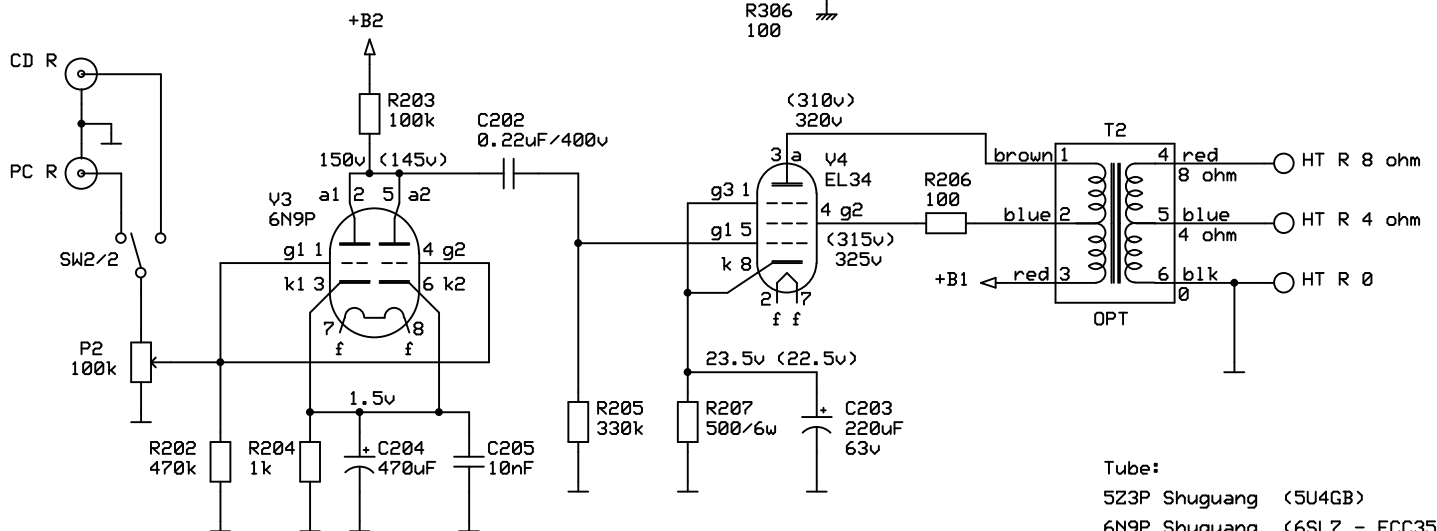 R306
100
+B2
CD R
R203
100k
C202
0.22uF/400v
(310v)
320v
T2
150v (145v)
PC R
a1 2 5 a2
V3
6N9P
3 a
V4
EL34
brown 1
4 red
8 ohm
HT R 8 ohm
g3 1
R206
100
4 g2
blue 2
5 blue
4 ohm
HT R 4 ohm
g1 5
(315v)
325v
SW2/2
g1 1
4 g2
k 8
k1 3
6 k2
+B1
red 3
6 blk
0
HT R 0
2 7
f f
7 8
f f
OPT
P2
100k
23.5v (22.5v)
1.5v
R205
330k
R207
500/6w
+
C203
220uF
63v
R202
470k
R204
1k
+
C204
470uF
C205
10nF
Tube:
5Z3P Shuguang (5U4GB)
6N9P Shuguang (6SL7 - ECC35